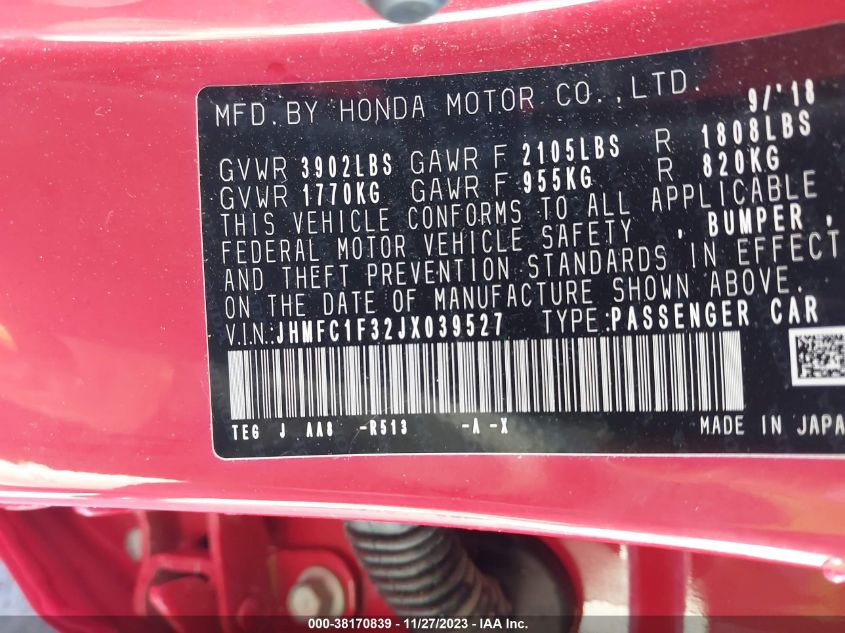 MFD. BY HONDA MOTOR CO., LTD. 9/'18
GVWR 3902LBS GAWR F 2105LBS R 1808LBS
GVWR 1770KG GAWR F 955KG R 820KG
THIS VEHICLE CONFORMS TO ALL APPLICABLE
FEDERAL MOTOR VEHICLE SAFETY , BUMPER ,
AND THEFT PREVENTION STANDARDS IN EFFECT
ON THE DATE OF MANUFACTURE SHOWN ABOVE.
V.I.N.:JHMFC1F32JX039527 TYPE:PASSENGER CAR
TEG J AA8 -R513 -A -X MADE IN JAPA
000-38170839 - 11/27/2023 - IAA Inc.